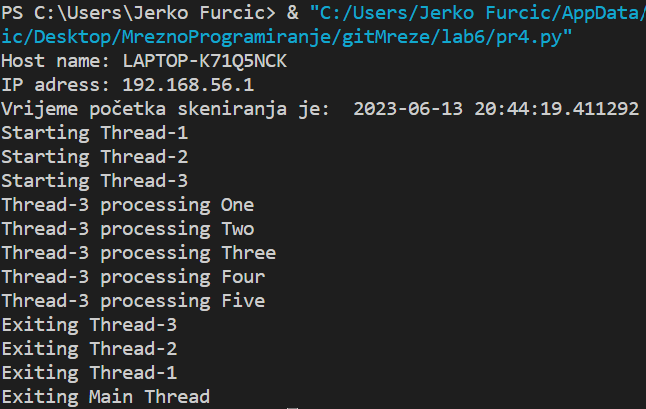 PS C:\Users\Jerko Furcic> & "C:/Users/Jerko Furcic/AppData/
ic/Desktop/MreznoProgramiranje/gitMreze/lab6/pr4.py"
Host name: LAPTOP-K71Q5NCK
IP adress: 192.168.56.1
Vrijeme početka skeniranja je:  2023-06-13 20:44:19.411292
Starting Thread-1
Starting Thread-2
Starting Thread-3
Thread-3 processing One
Thread-3 processing Two
Thread-3 processing Three
Thread-3 processing Four
Thread-3 processing Five
Exiting Thread-3
Exiting Thread-2
Exiting Thread-1
Exiting Main Thread